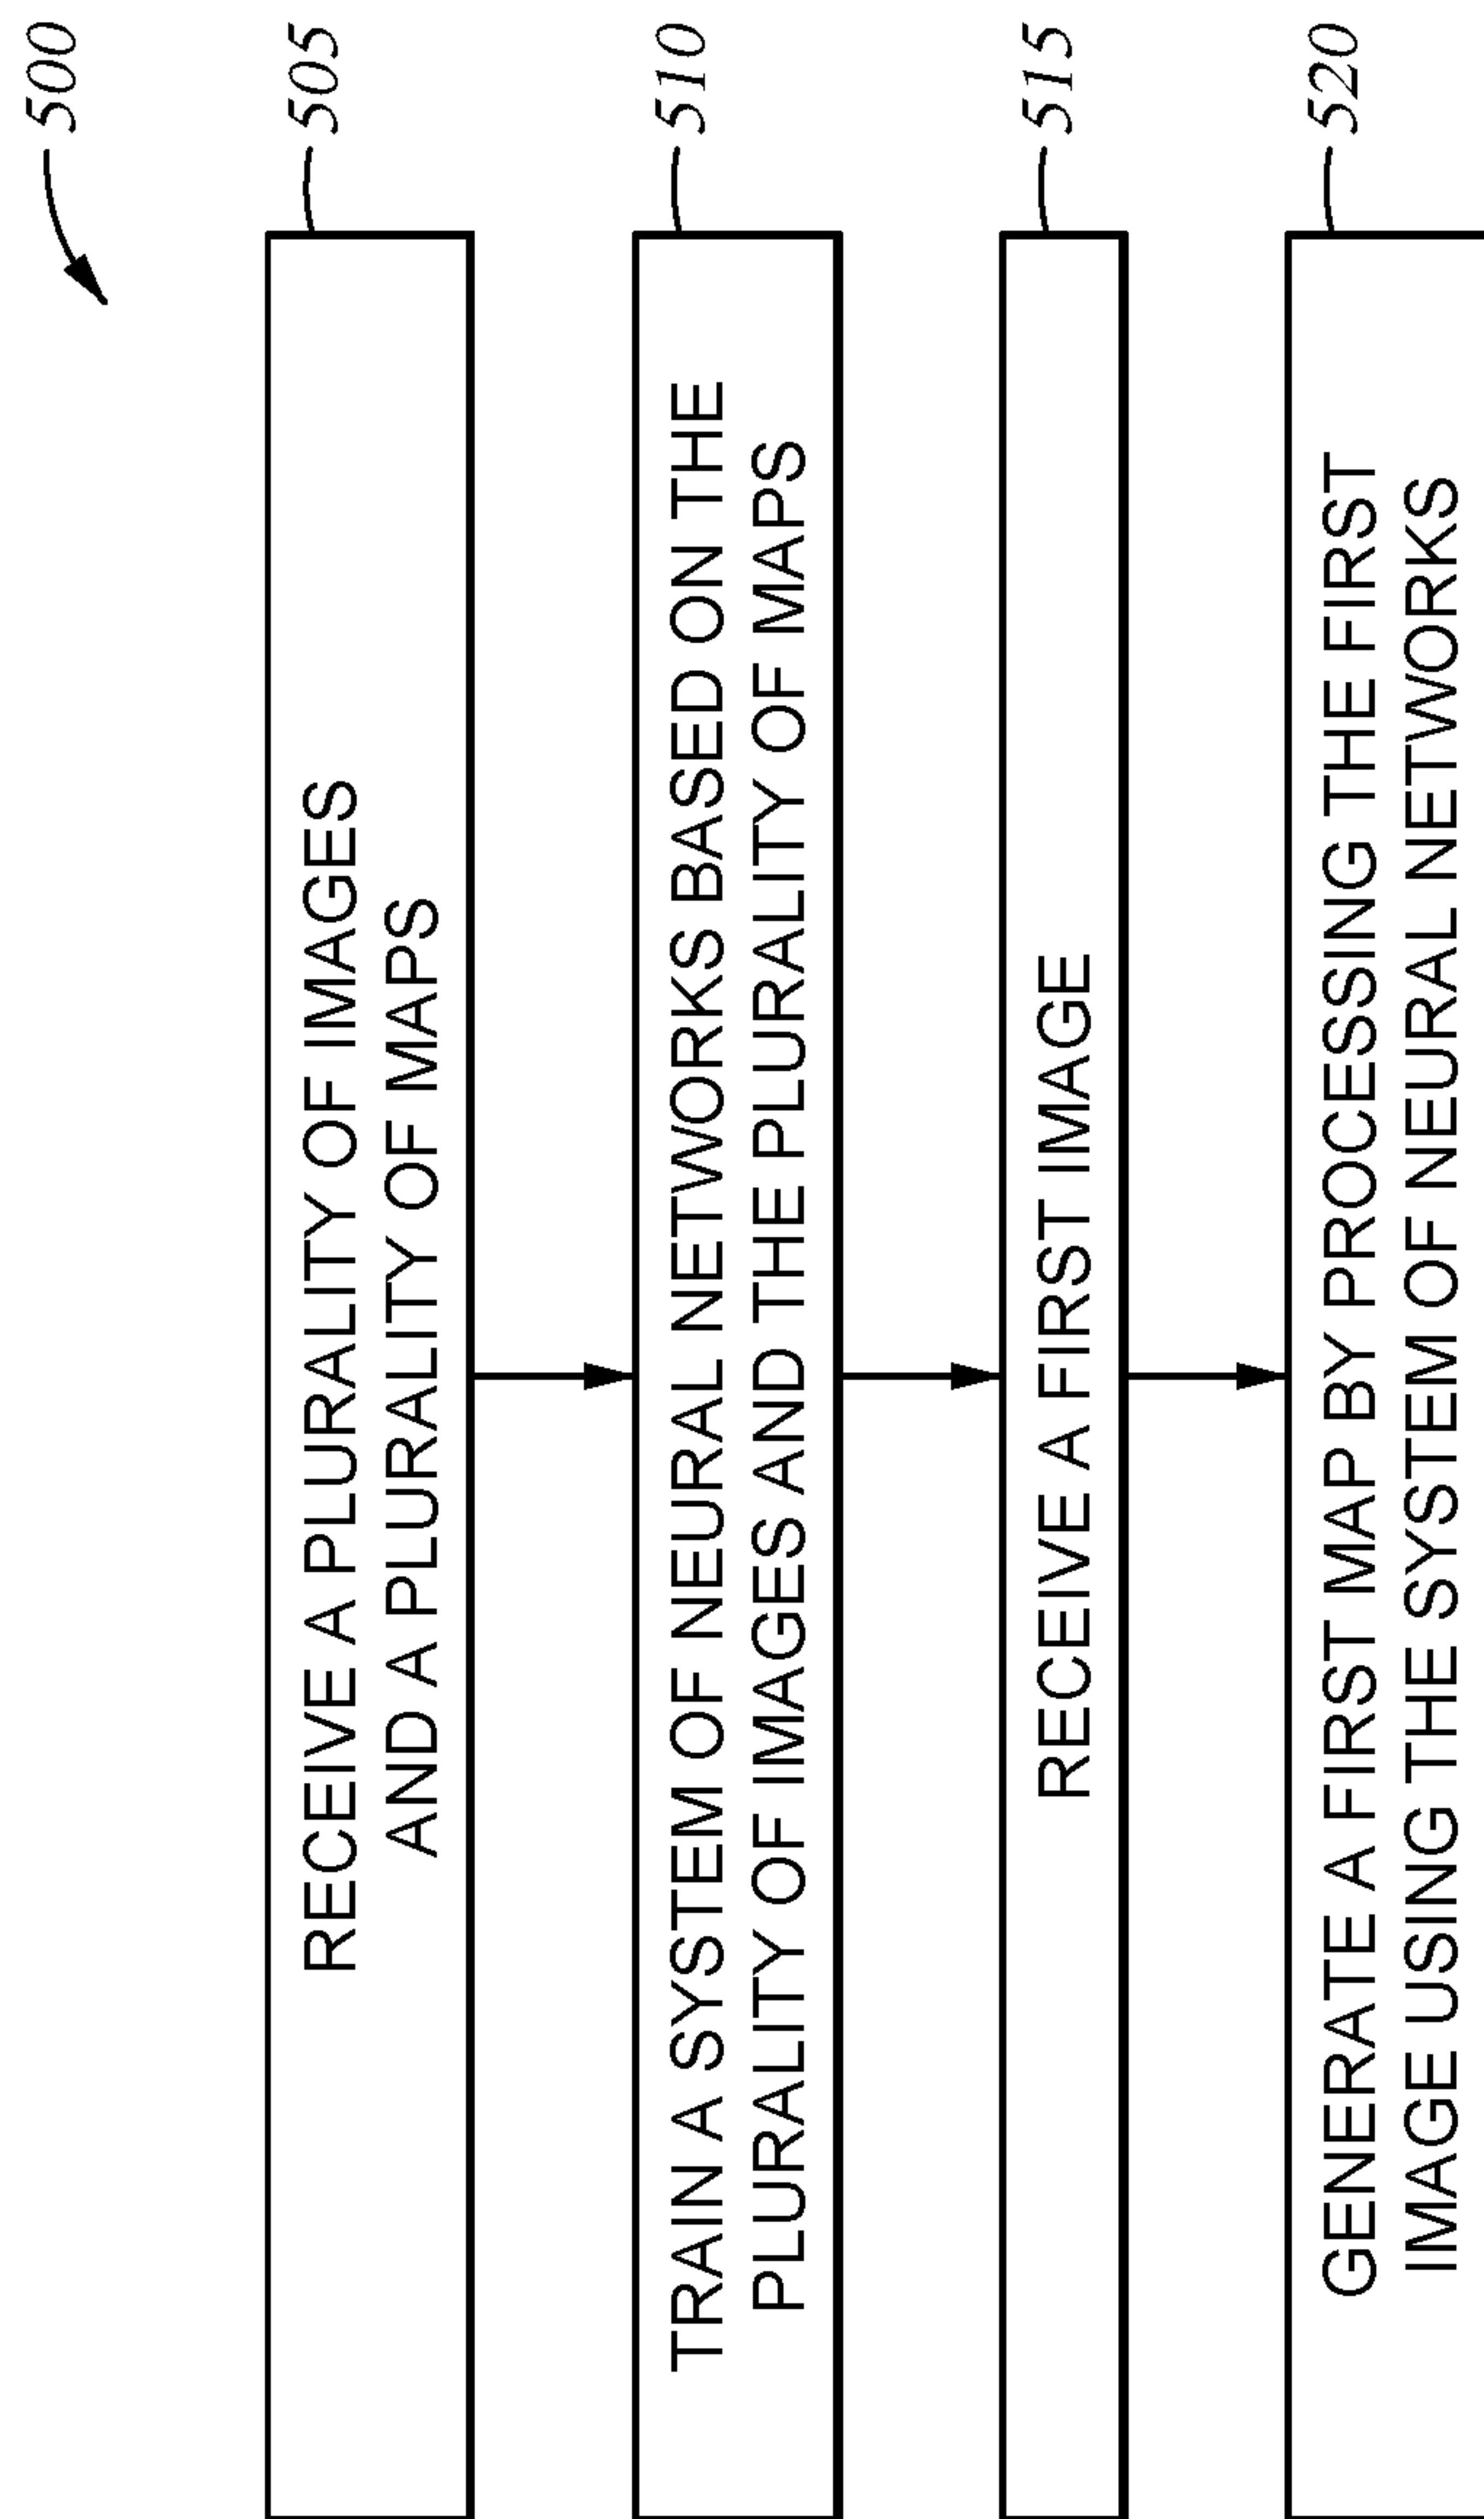 500
505
RECEIVE A PLURALITY OF IMAGES
AND A PLURALITY OF MAPS
510
TRAIN A SYSTEM OF NEURAL NETWORKS BASED ON THE
PLURALITY OF IMAGES AND THE PLURALITY OF MAPS
515
RECEIVE A FIRST IMAGE
520
GENERATE A FIRST MAP BY PROCESSING THE FIRST
IMAGE USING THE SYSTEM OF NEURAL NETWORKS